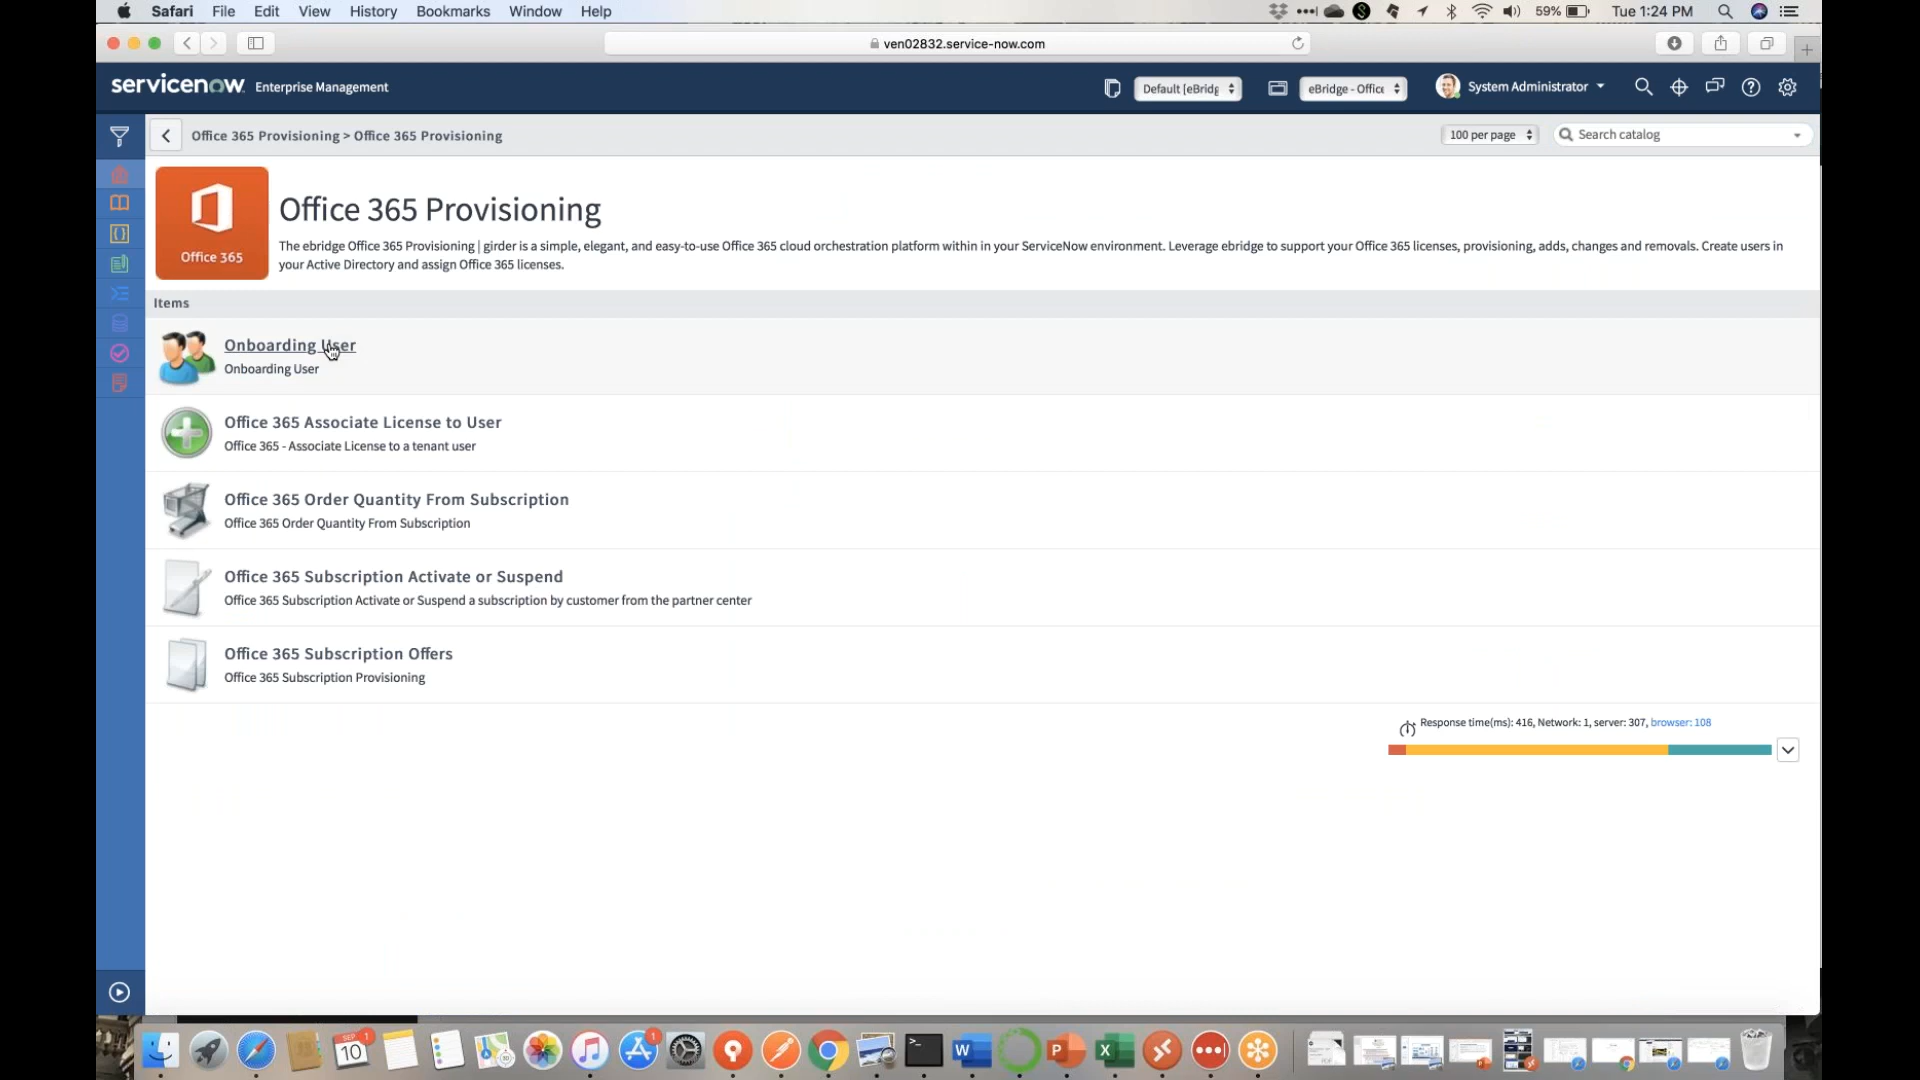 Safari File Edit View History Bookmarks Window Help
59% Tue 1:24 PM
ven02832.service-now.com
servicenow Enterprise Management
Default [eBridg
eBridge - Office
System Administrator
Office 365 Provisioning > Office 365 Provisioning
100 per page
Search catalog
Office 365
Office 365 Provisioning
The ebridge Office 365 Provisioning | girder is a simple, elegant, and easy-to-use Office 365 cloud orchestration platform within in your ServiceNow environment. Leverage ebridge to support your Office 365 licenses, provisioning, adds, changes and removals. Create users in
your Active Directory and assign Office 365 licenses.
Items
Onboarding User
Onboarding User
Office 365 Associate License to User
Office 365 - Associate License to a tenant user
Office 365 Order Quantity From Subscription
Office 365 Order Quantity From Subscription
Office 365 Subscription Activate or Suspend
Office 365 Subscription Activate or Suspend a subscription by customer from the partner center
Office 365 Subscription Offers
Office 365 Subscription Provisioning
Response time(ms): 416, Network: 1, server: 307, browser: 108
SEP
10
1
1
W
P
X